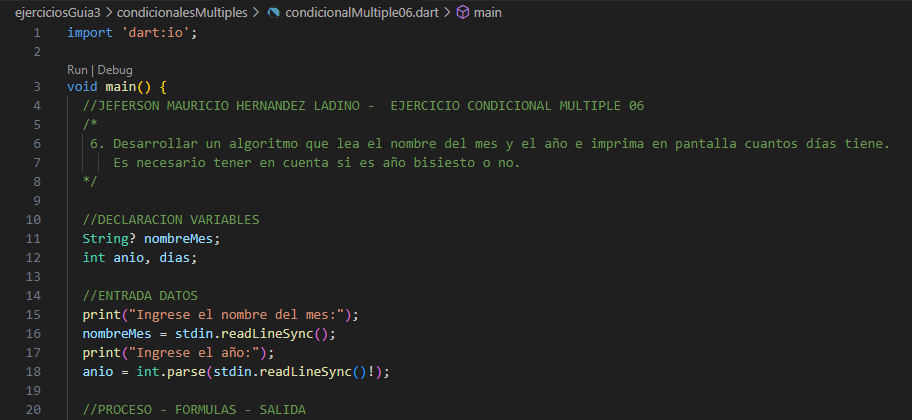 ejerciciosGuia3 > condicionalesMultiples > condicionalMultiple06.dart > main
1 import 'dart:io';
2
Run | Debug
3 void main() {
4 //JEFERSON MAURICIO HERNANDEZ LADINO - EJERCICIO CONDICIONAL MULTIPLE 06
5 /*
6 6. Desarrollar un algoritmo que lea el nombre del mes y el año e imprima en pantalla cuantos días tiene.
7 Es necesario tener en cuenta si es año bisiesto o no.
8 */
9
10 //DECLARACION VARIABLES
11 String? nombreMes;
12 int anio, dias;
13
14 //ENTRADA DATOS
15 print("Ingrese el nombre del mes:");
16 nombreMes = stdin.readLineSync();
17 print("Ingrese el año:");
18 anio = int.parse(stdin.readLineSync()!);
19
20 //PROCESO - FORMULAS - SALIDA